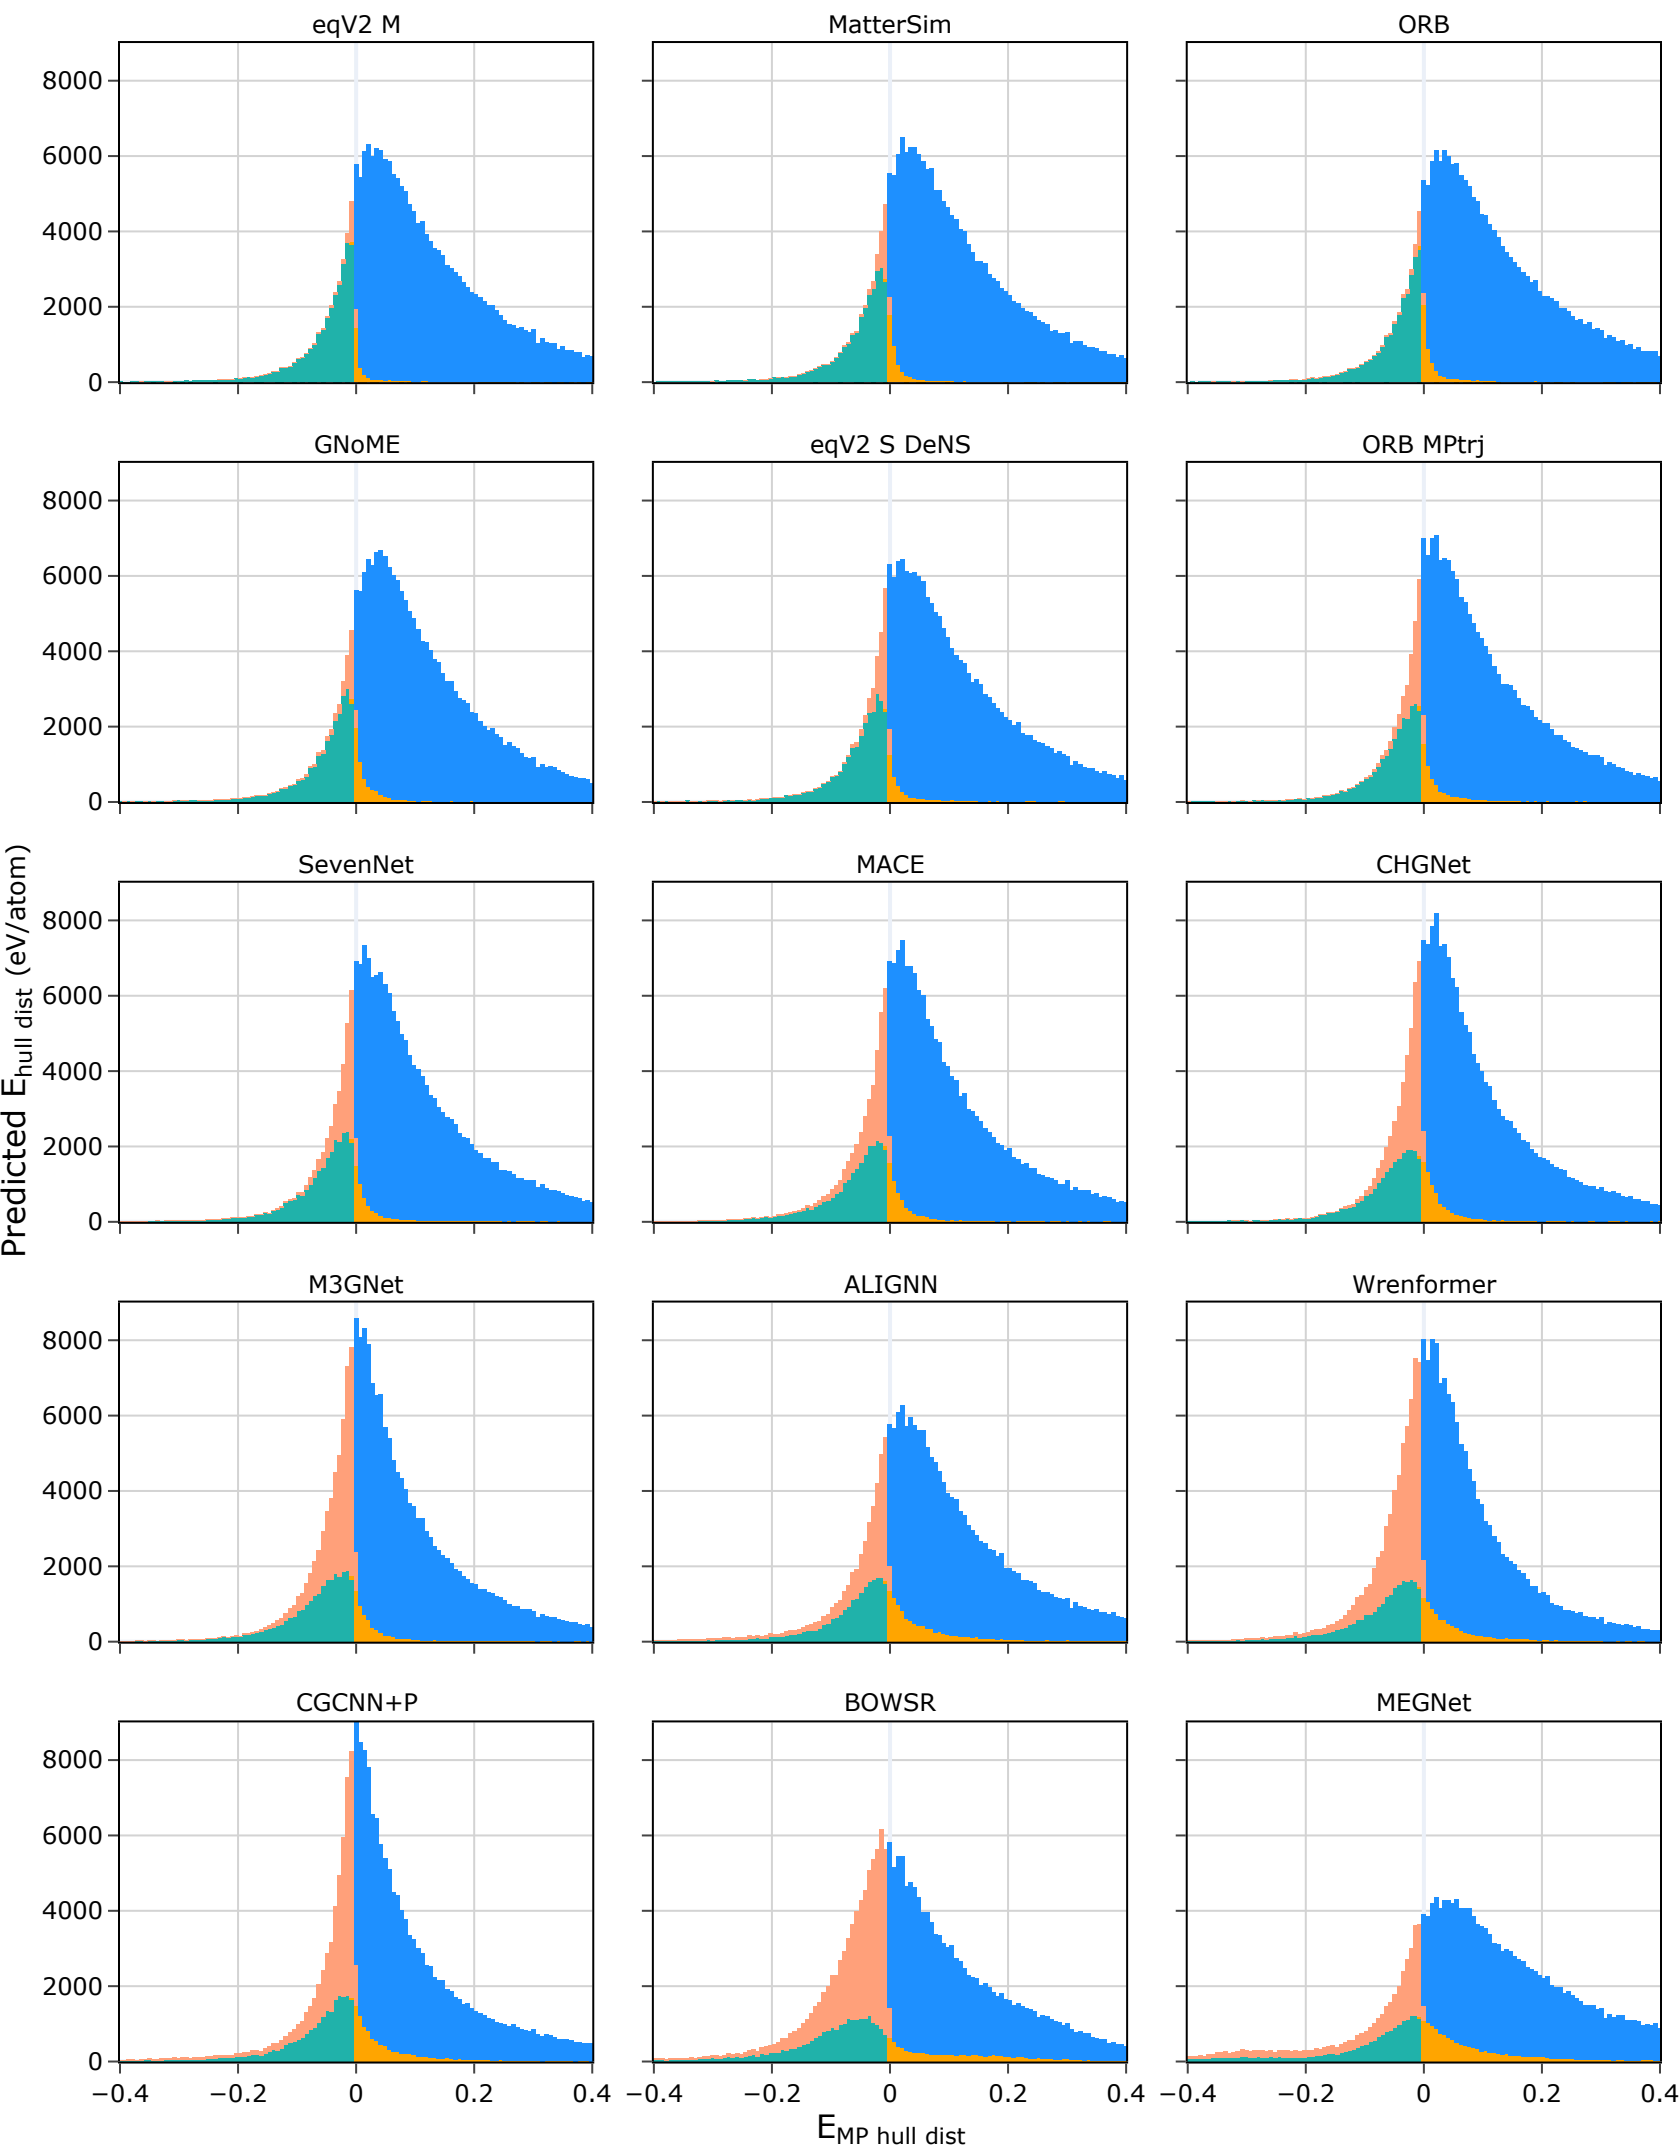 eqV2 M
MatterSim
ORB
8000
6000
4000
2000
0
GNoME
eqV2 S DeNS
ORB MPtrj
8000
6000
4000
2000
0
SevenNet
MACE
CHGNet
8000
6000
4000
2000
0
Predicted E_hull dist (eV/atom)
M3GNet
ALIGNN
Wrenformer
8000
6000
4000
2000
0
CGCNN+P
BOWSR
MEGNet
8000
6000
4000
2000
0
−0.4 −0.2 0 0.2 0.4
−0.4 −0.2 0 0.2 0.4
−0.4 −0.2 0 0.2 0.4
E_MP hull dist